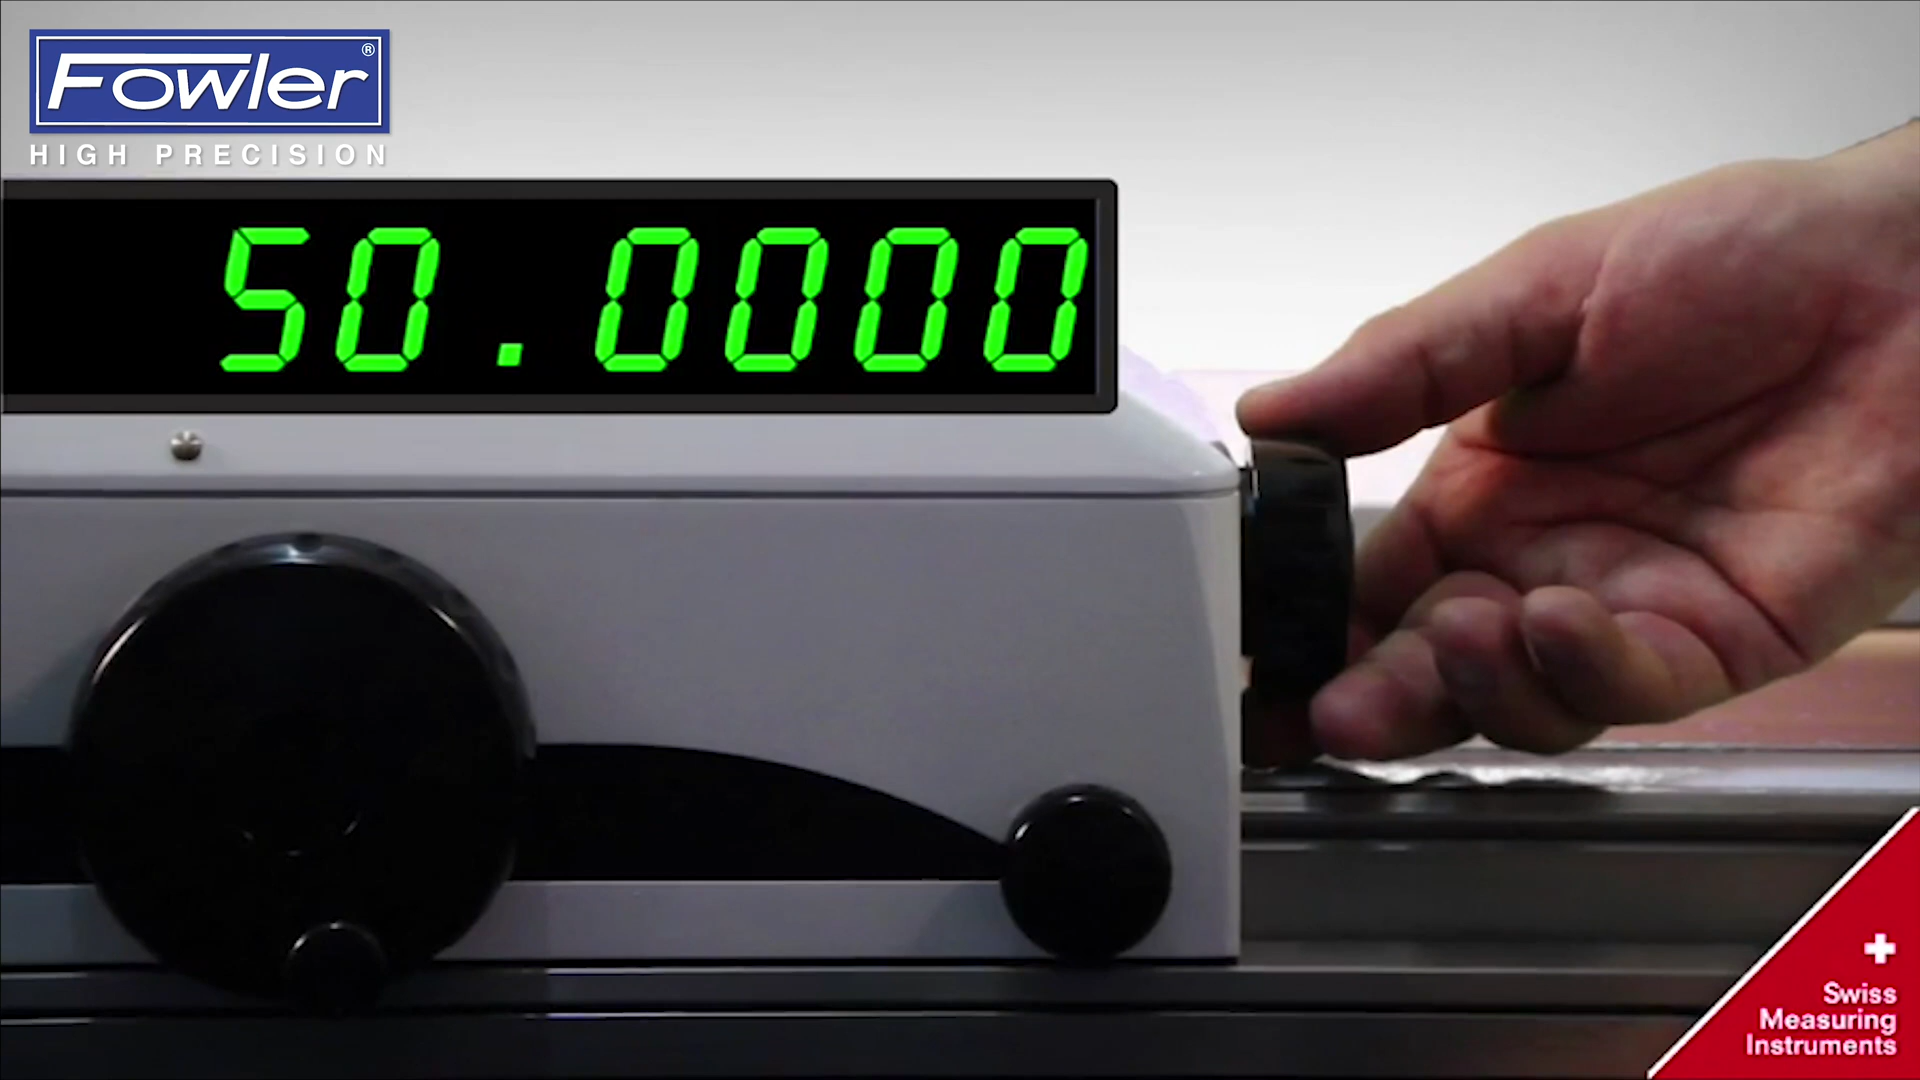 Fowler®
HIGH PRECISION
50.0000
Swiss
Measuring
Instruments